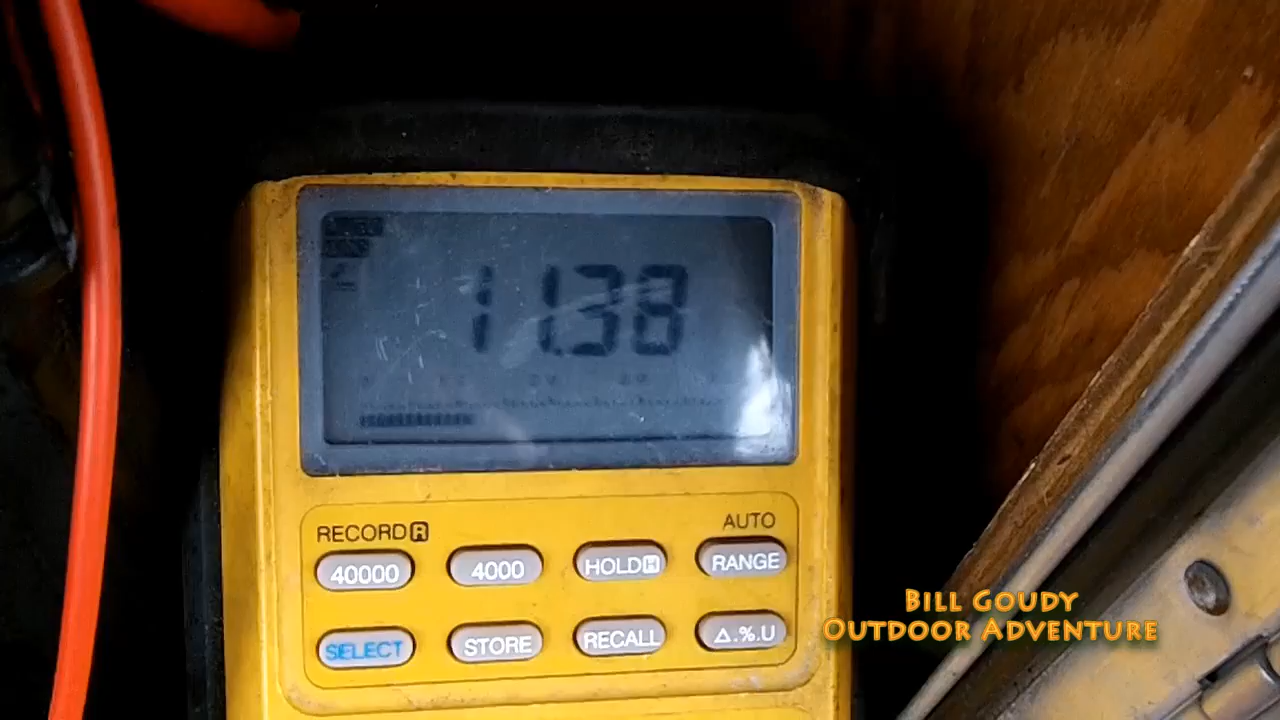 11.38
RECORD R
AUTO
40000 4000 HOLD H RANGE
SELECT STORE RECALL Δ.%.U
Bill Goudy
Outdoor Adventure